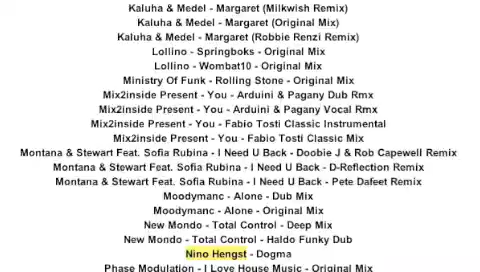 Kaluha & Medel - Margaret (Milkwish Remix)
Kaluha & Medel - Margaret (Original Mix)
Kaluha & Medel - Margaret (Robbie Renzi Remix)
Lollino - Springboks - Original Mix
Lollino - Wombat10 - Original Mix
Ministry Of Funk - Rolling Stone - Original Mix
Mix2inside Present - You - Arduini & Pagany Dub Rmx
Mix2inside Present - You - Arduini & Pagany Vocal Rmx
Mix2inside Present - You - Fabio Tosti Classic Instrumental
Mix2inside Present - You - Fabio Tosti Classic Mix
Montana & Stewart Feat. Sofia Rubina - I Need U Back - Doobie J & Rob Capewell Remix
Montana & Stewart Feat. Sofia Rubina - I Need U Back - D-Reflection Remix
Montana & Stewart Feat. Sofia Rubina - I Need U Back - Pete Dafeet Remix
Moodymanc - Alone - Dub Mix
Moodymanc - Alone - Original Mix
New Mondo - Total Control - Deep Mix
New Mondo - Total Control - Haldo Funky Dub
Nino Hengst - Dogma
Phase Modulation - I Love House Music - Original Mix